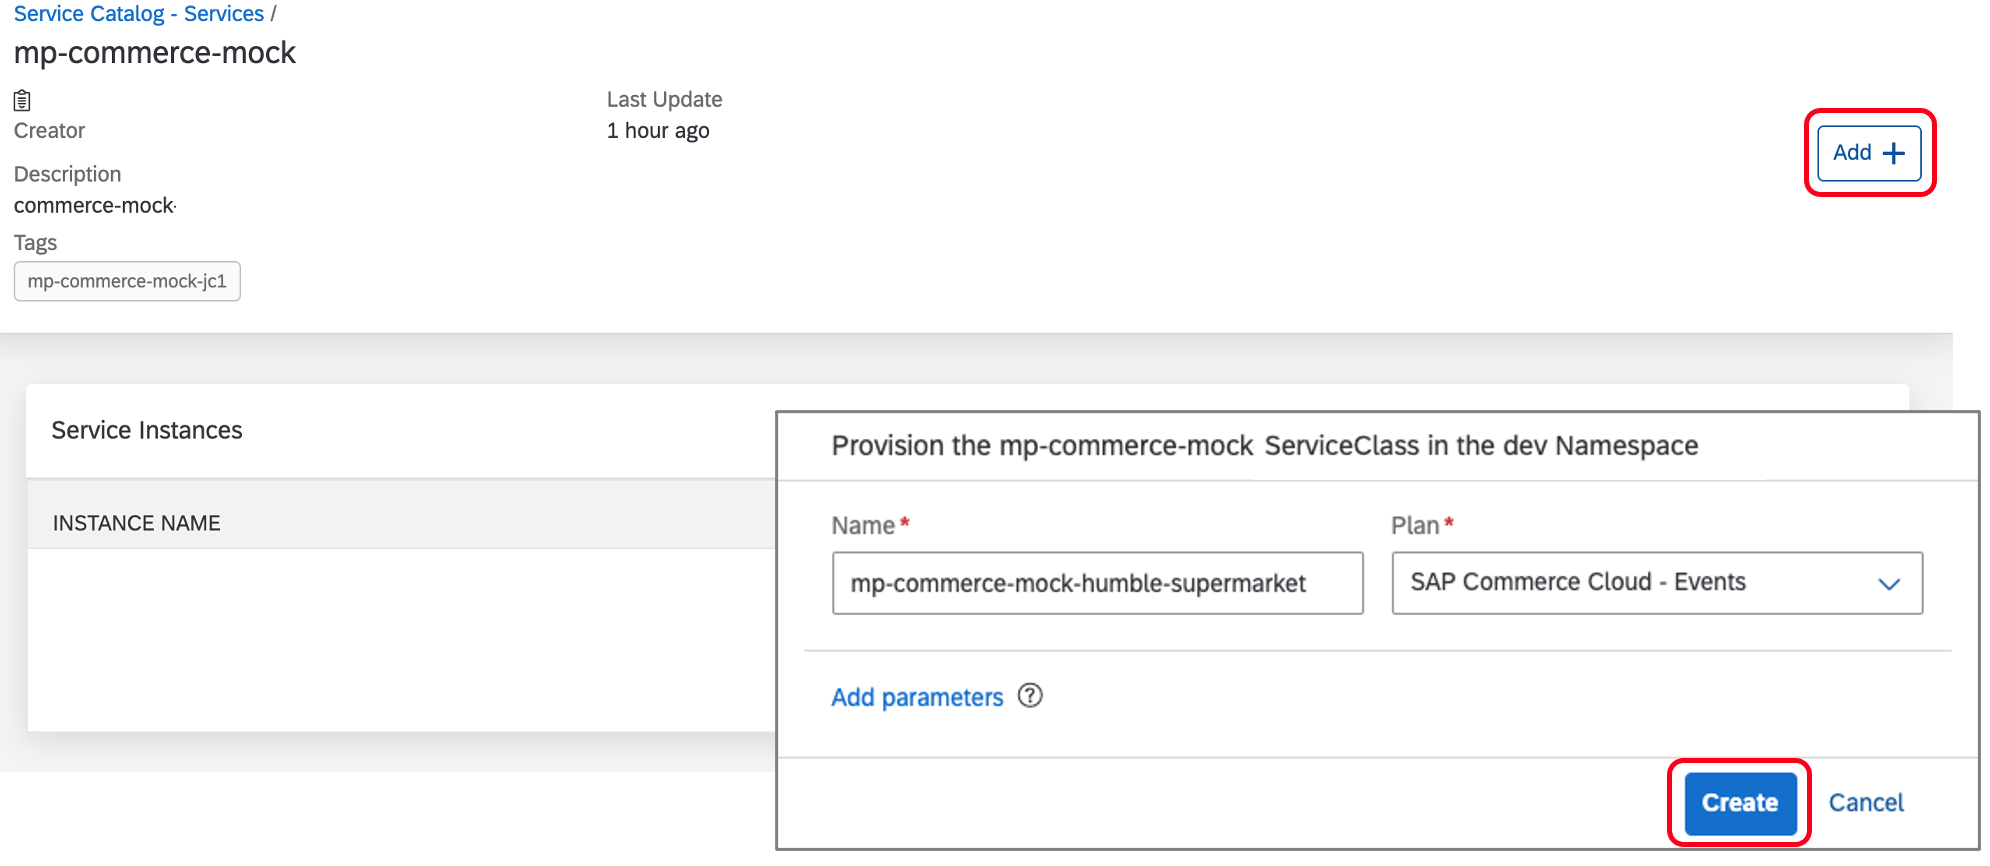 Service Catalog - Services /
mp-commerce-mock
Creator
Last Update
1 hour ago
Add +
Description
commerce-mock
Tags
mp-commerce-mock-jc1
Service Instances
INSTANCE NAME
Provision the mp-commerce-mock ServiceClass in the dev Namespace
Name*
Plan*
mp-commerce-mock-humble-supermarket
SAP Commerce Cloud - Events
Add parameters ?
Create
Cancel